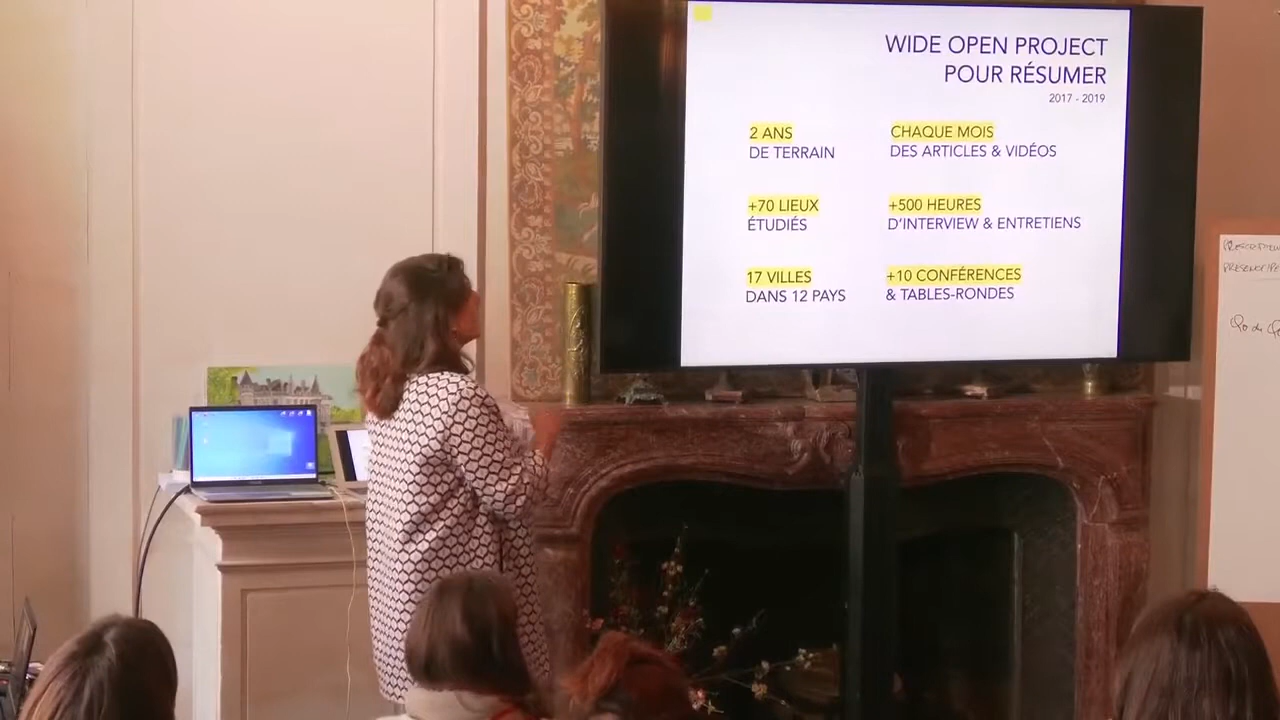 WIDE OPEN PROJECT
POUR RÉSUMER
2017 - 2019
2 ANS
DE TERRAIN
CHAQUE MOIS
DES ARTICLES & VIDÉOS
+70 LIEUX
ÉTUDIÉS
+500 HEURES
D'INTERVIEW & ENTRETIENS
17 VILLES
DANS 12 PAYS
+10 CONFÉRENCES
& TABLES-RONDES